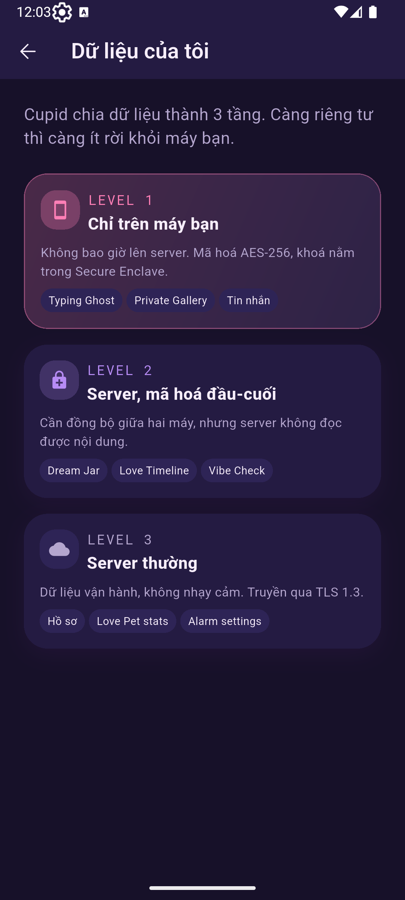 12:03
A
Dữ liệu của tôi
Cupid chia dữ liệu thành 3 tầng. Càng riêng tư
thì càng ít rời khỏi máy bạn.
LEVEL 1
Chỉ trên máy bạn
Không bao giờ lên server. Mã hoá AES-256, khoá nằm
trong Secure Enclave.
Typing Ghost Private Gallery Tin nhắn
LEVEL 2
Server, mã hoá đầu-cuối
Cần đồng bộ giữa hai máy, nhưng server không đọc
được nội dung.
Dream Jar Love Timeline Vibe Check
LEVEL 3
Server thường
Dữ liệu vận hành, không nhạy cảm. Truyền qua TLS 1.3.
Hồ sơ Love Pet stats Alarm settings